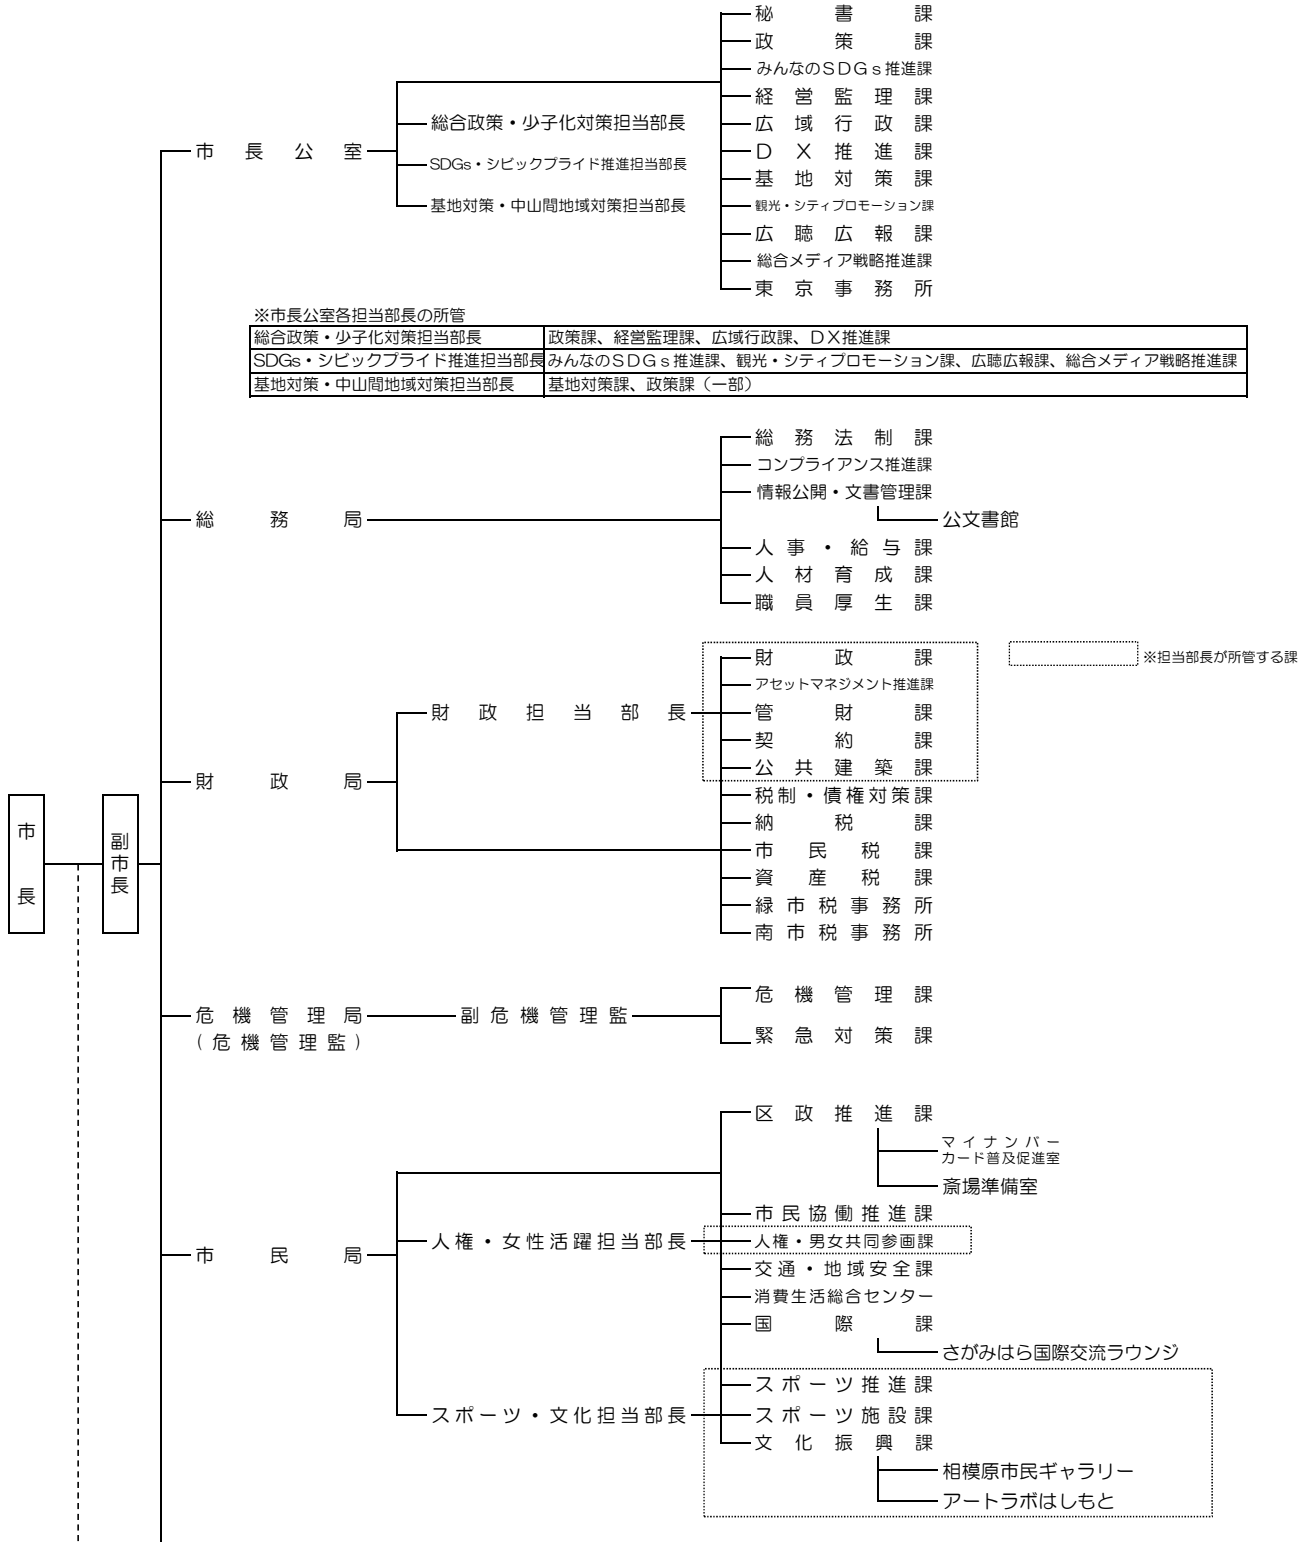 市長
副市長
市長公室
総合政策・少子化対策担当部長
SDGs・シビックプライド推進担当部長
基地対策・中山間地域対策担当部長
秘書課
政策課
みんなのSDGs推進課
経営監理課
広域行政課
DX推進課
基地対策課
観光・シティプロモーション課
広聴広報課
総合メディア戦略推進課
東京事務所
※市長公室各担当部長の所管
総合政策・少子化対策担当部長 政策課、経営監理課、広域行政課、DX推進課
SDGs・シビックプライド推進担当部長 みんなのSDGs推進課、観光・シティプロモーション課、広聴広報課、総合メディア戦略推進課
基地対策・中山間地域対策担当部長 基地対策課、政策課（一部）
総務局
総務法制課
コンプライアンス推進課
情報公開・文書管理課
公文書館
人事・給与課
人材育成課
職員厚生課
※担当部長が所管する課
財政局
財政担当部長
財政課
アセットマネジメント推進課
管財課
契約課
公共建築課
税制・債権対策課
納税課
市民税課
資産税課
緑市税事務所
南市税事務所
危機管理局
(危機管理監)
副危機管理監
危機管理課
緊急対策課
市民局
人権・女性活躍担当部長
スポーツ・文化担当部長
区政推進課
マイナンバー
カード普及促進室
斎場準備室
市民協働推進課
人権・男女共同参画課
交通・地域安全課
消費生活総合センター
国際課
さがみはら国際交流ラウンジ
スポーツ推進課
スポーツ施設課
文化振興課
相模原市民ギャラリー
アートラボはしもと